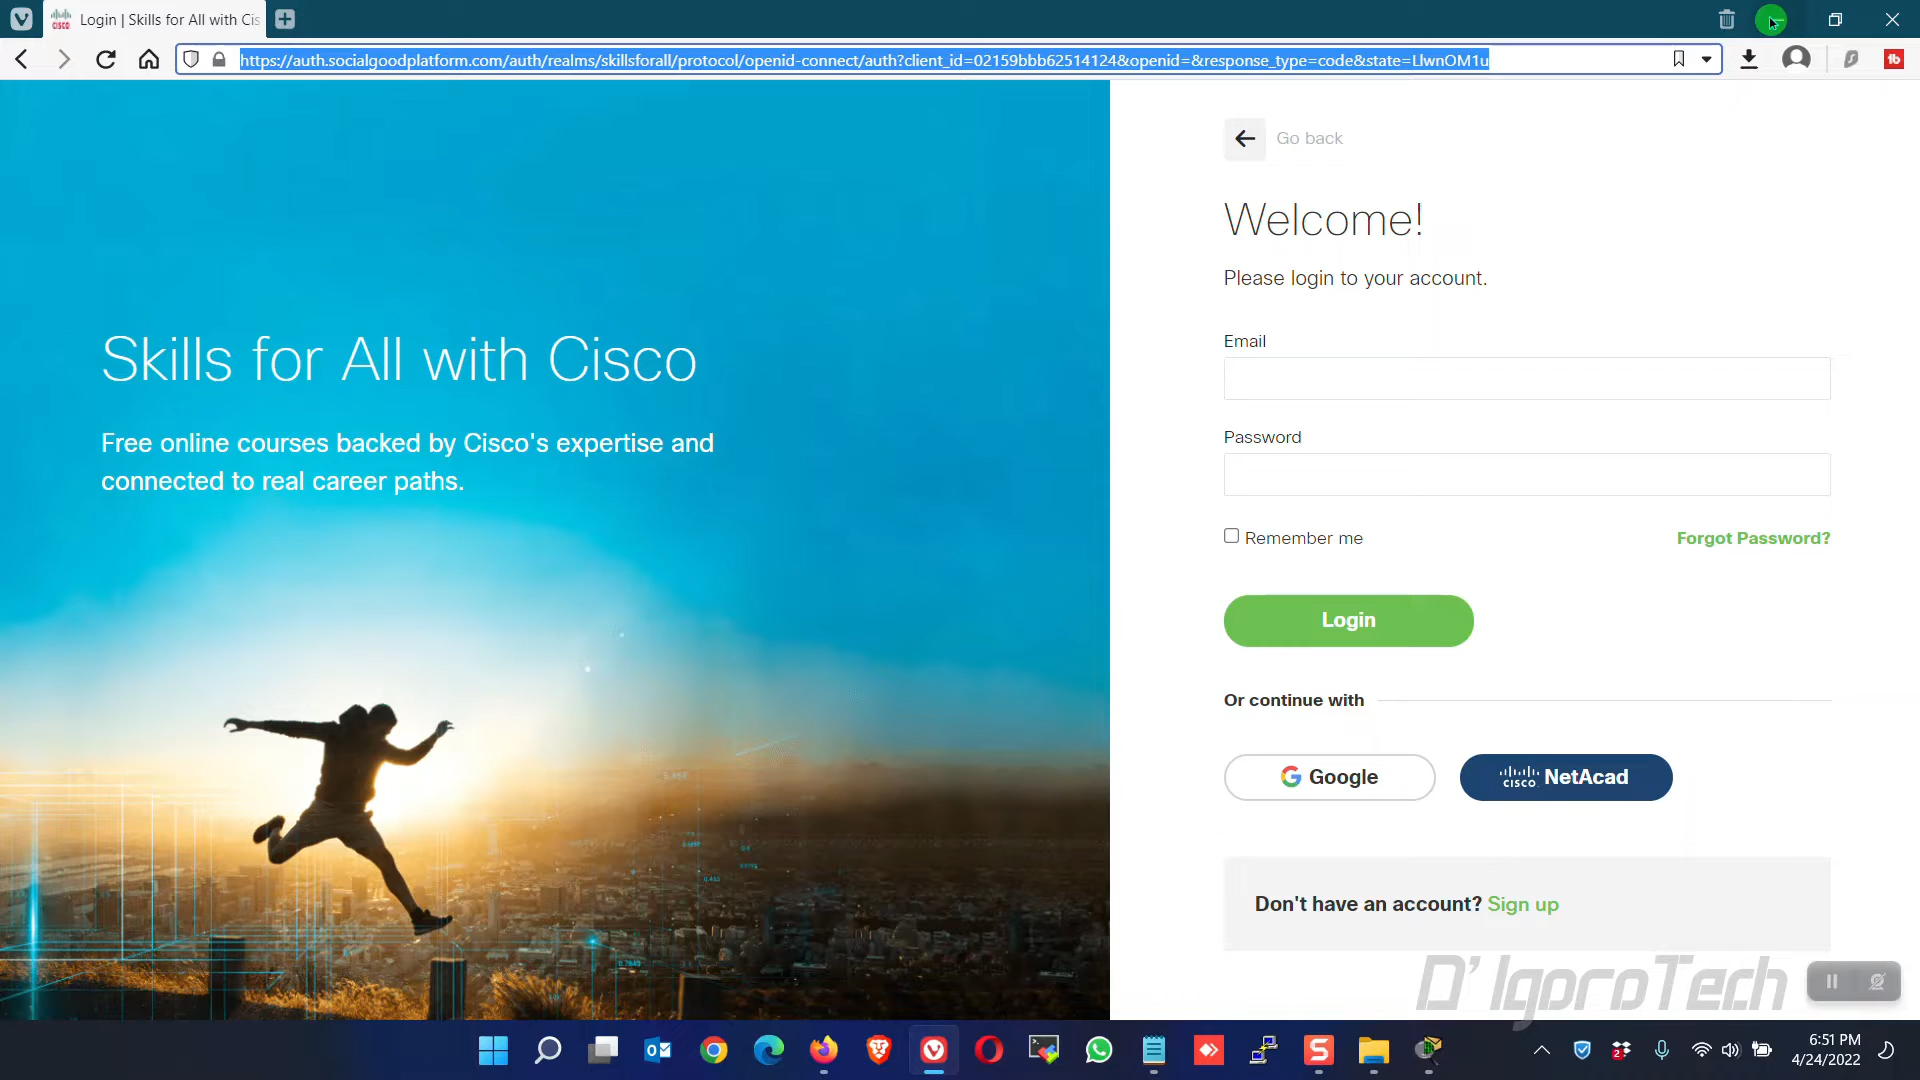 Login | Skills for All with Cis
https://auth.socialgoodplatform.com/auth/realms/skillsforall/protocol/openid-connect/auth?client_id=02159bbb62514124&openid=&response_type=code&state=LlwnOM1u
Go back
Welcome!
Please login to your account.
Email
Password
Remember me
Forgot Password?
Login
Or continue with
Google
CISCO NetAcad
Don't have an account? Sign up
Skills for All with Cisco
Free online courses backed by Cisco's expertise and
connected to real career paths.
D' IgoroTech
6:51 PM
4/24/2022